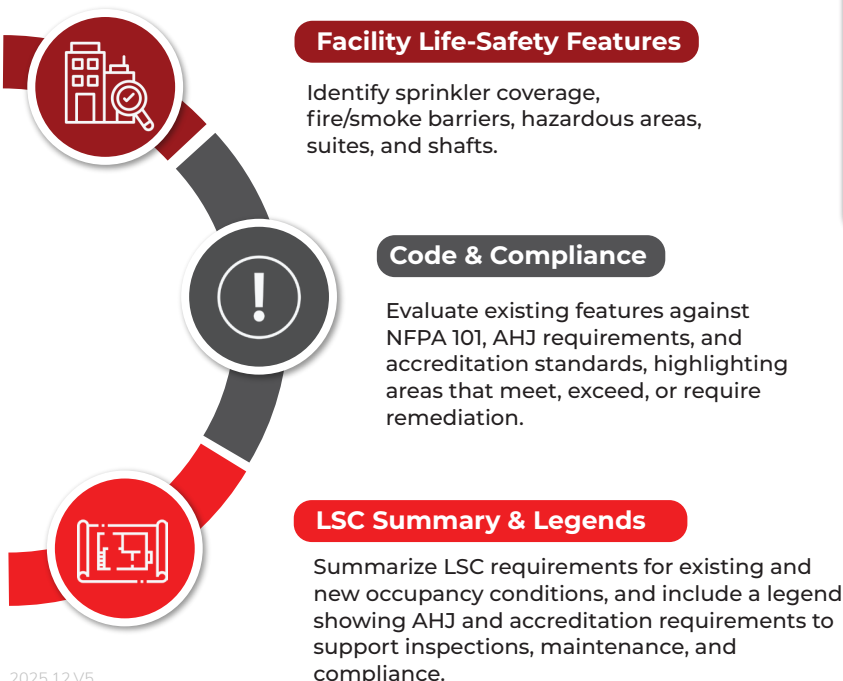 Facility Life-Safety Features
Identify sprinkler coverage,
fire/smoke barriers, hazardous areas,
suites, and shafts.
!
Code & Compliance
Evaluate existing features against
NFPA 101, AHJ requirements, and
accreditation standards, highlighting
areas that meet, exceed, or require
remediation.
LSC Summary & Legends
Summarize LSC requirements for existing and
new occupancy conditions, and include a legend
showing AHJ and accreditation requirements to
support inspections, maintenance, and
compliance.
2025.12.V5